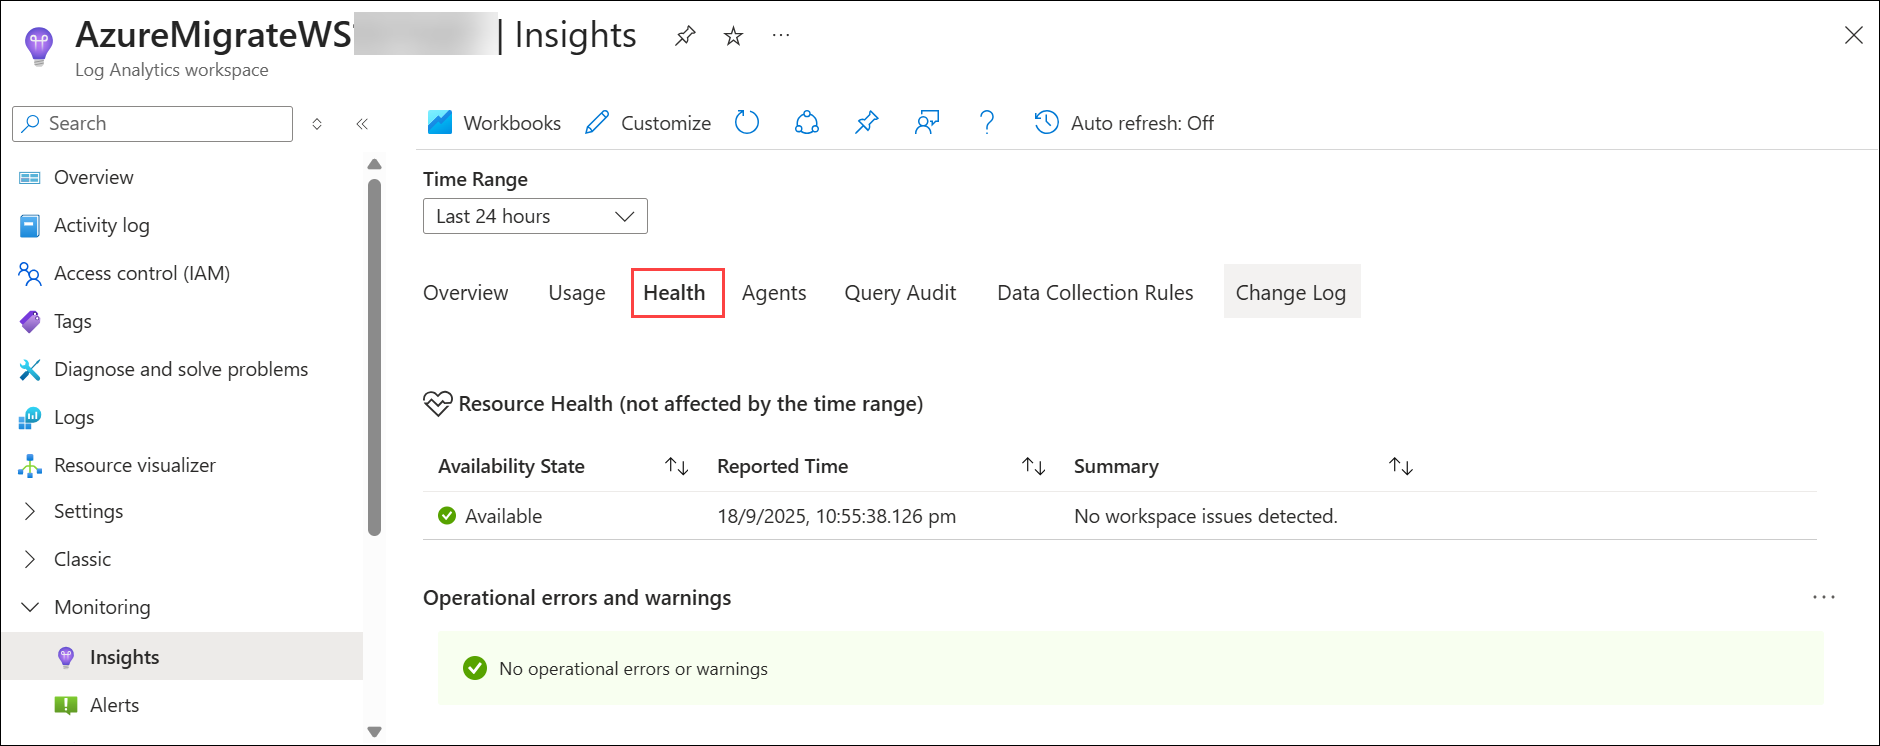 AzureMigrateWS | Insights
Log Analytics workspace
Search
Overview
Activity log
Access control (IAM)
Tags
Diagnose and solve problems
Logs
Resource visualizer
Settings
Classic
Monitoring
Insights
Alerts
Workbooks Customize Auto refresh: Off
Time Range
Last 24 hours
Overview Usage Health Agents Query Audit Data Collection Rules Change Log
Resource Health (not affected by the time range)
Availability State Reported Time Summary
Available 18/9/2025, 10:55:38.126 pm No workspace issues detected.
Operational errors and warnings
No operational errors or warnings